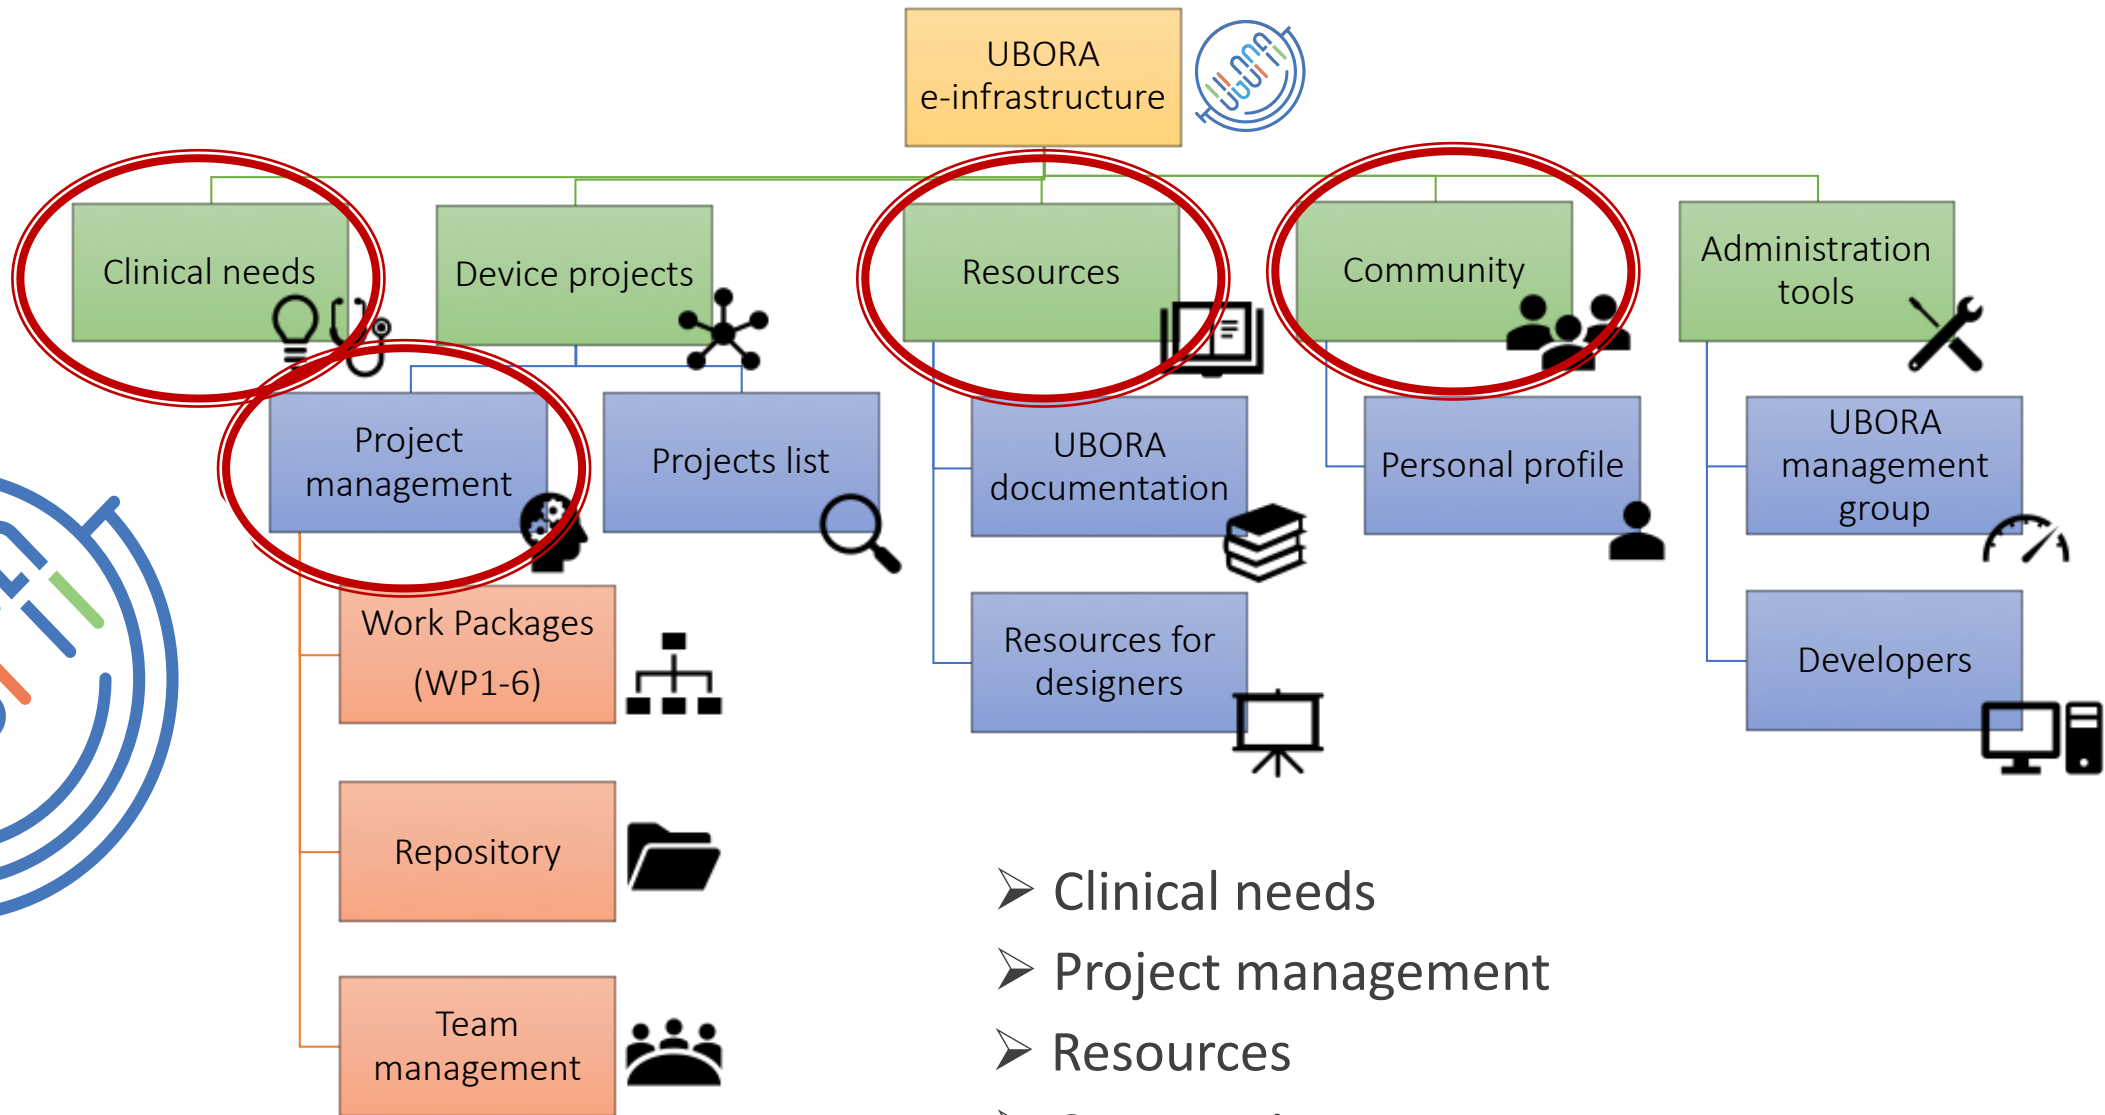 UBORA
e-infrastructure
Clinical needs
Device projects
Resources
Community
Administration
tools
Project
management
Projects list
UBORA
documentation
Personal profile
UBORA
management
group
Work Packages
(WP1-6)
Resources for
designers
Developers
Repository
Team
management
➢ Clinical needs
➢ Project management
➢ Resources